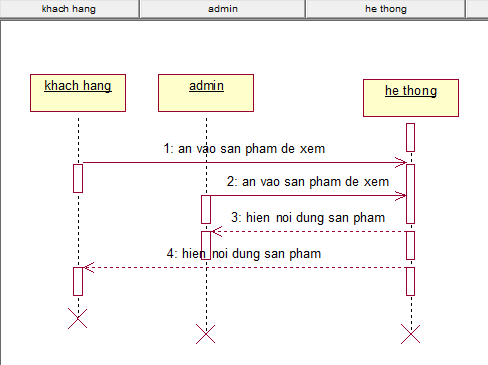 khach hang
admin
he thong
khach hang
admin
he thong
1: an vao san pham de xem
2: an vao san pham de xem
3: hien noi dung san pham
4: hien noi dung san pham